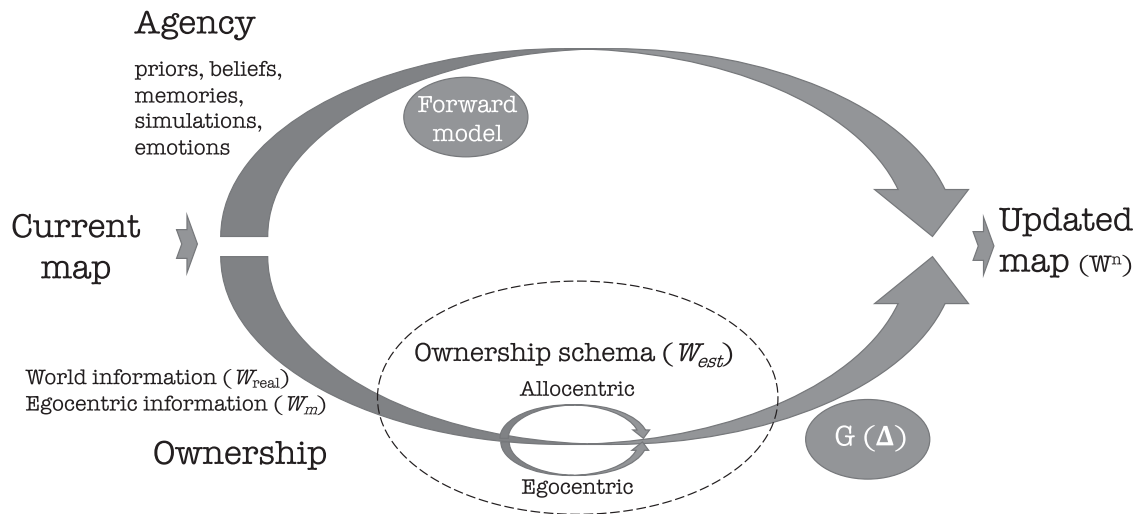 Agency
priors, beliefs,
memories,
simulations,
emotions
Forward
model
Current
map
Updated
map (Wⁿ)
Ownership schema (W_est)
Allocentric
Egocentric
World information (W_real)
Egocentric information (W_m)
Ownership
G (Δ)